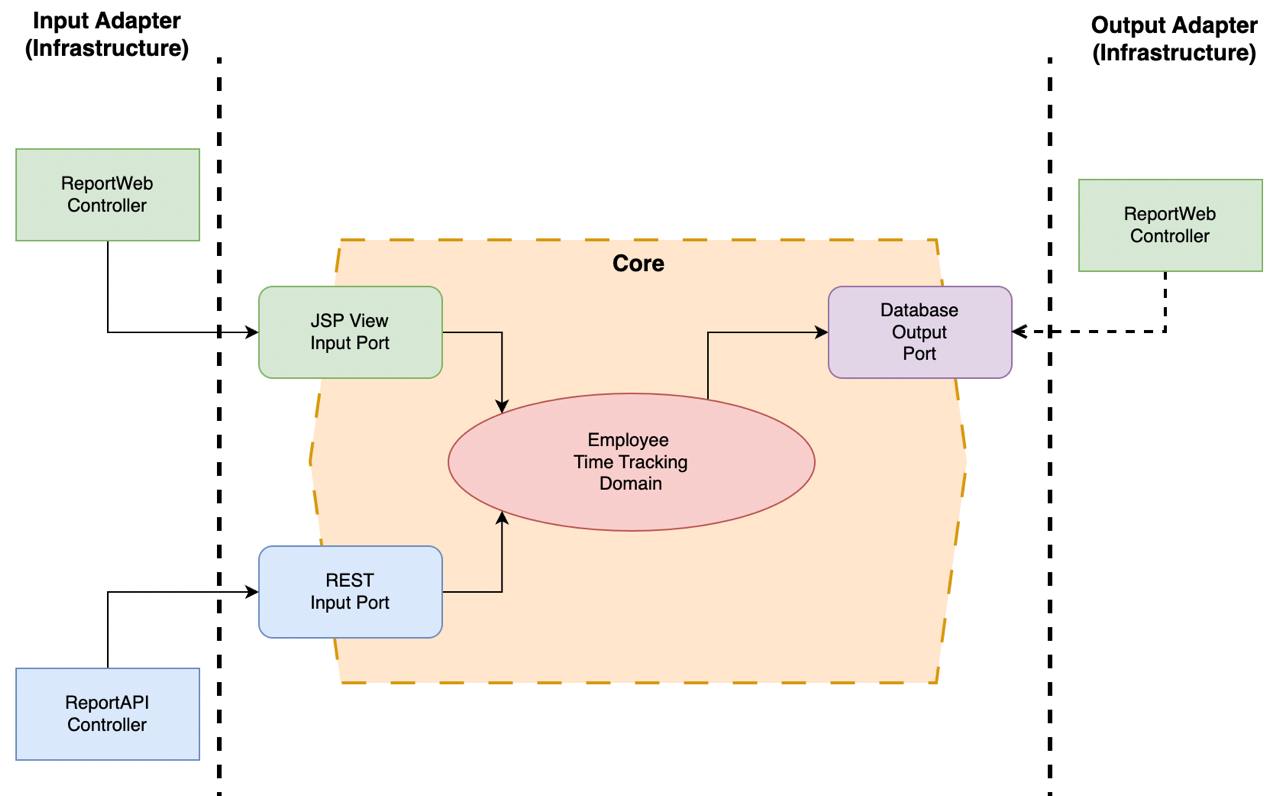 Input Adapter
(Infrastructure)
Output Adapter
(Infrastructure)
ReportWeb
Controller
ReportWeb
Controller
Core
JSP View
Input Port
Database
Output
Port
Employee
Time Tracking
Domain
REST
Input Port
ReportAPI
Controller